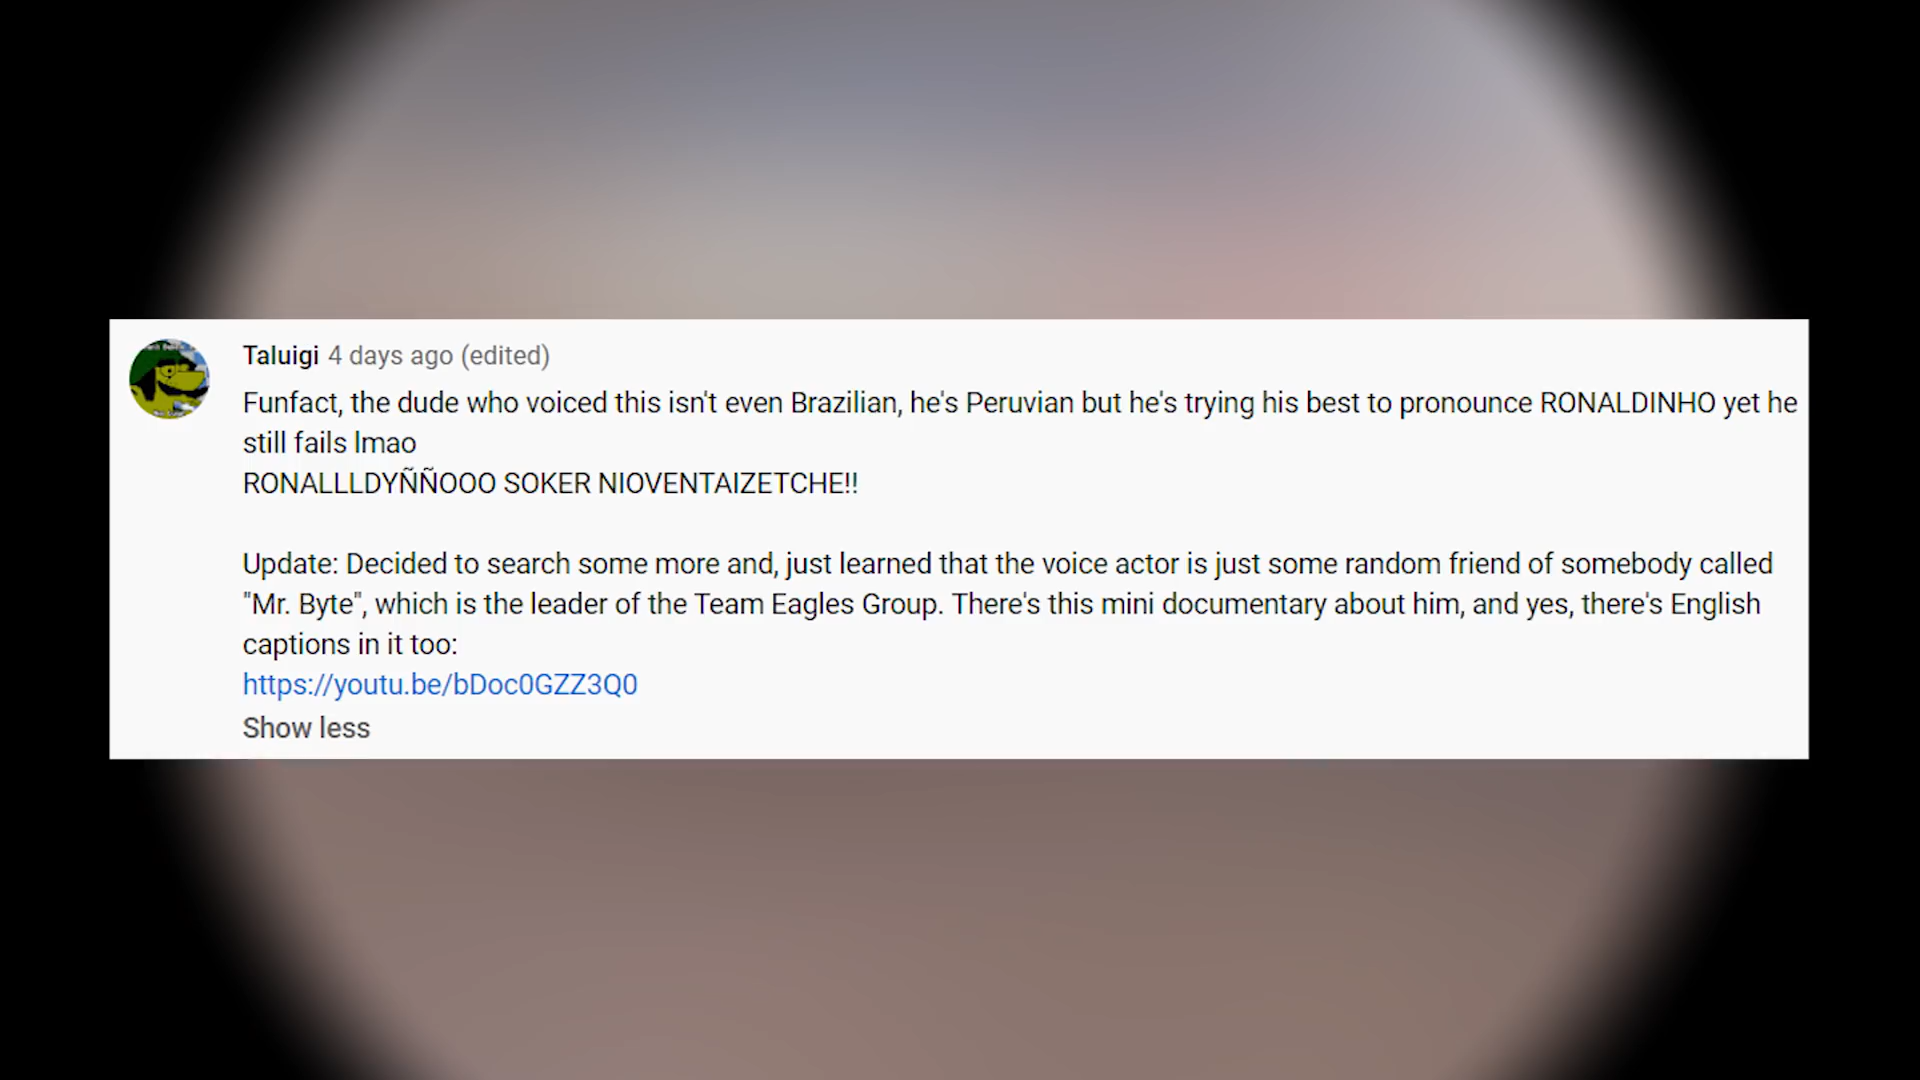 Taluigi 4 days ago (edited)
Funfact, the dude who voiced this isn't even Brazilian, he's Peruvian but he's trying his best to pronounce RONALDINHO yet he
still fails lmao
RONALLLDYÑÑOOO SOKER NIOVENTAIZETCHE!!
Update: Decided to search some more and, just learned that the voice actor is just some random friend of somebody called
"Mr. Byte", which is the leader of the Team Eagles Group. There's this mini documentary about him, and yes, there's English
captions in it too:
https://youtu.be/bDoc0GZZ3Q0
Show less